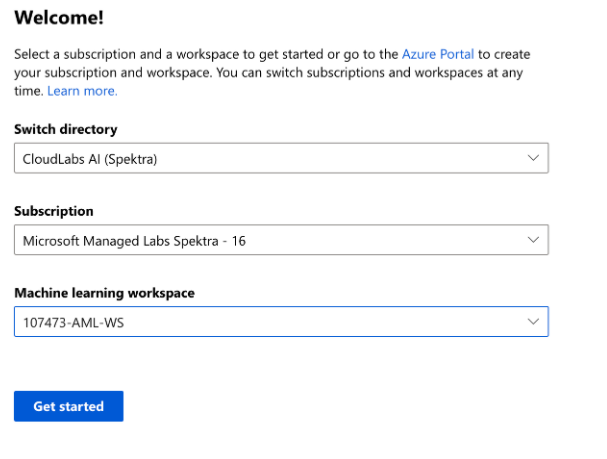 Welcome!
Select a subscription and a workspace to get started or go to the Azure Portal to create
your subscription and workspace. You can switch subscriptions and workspaces at any
time. Learn more.
Switch directory
CloudLabs AI (Spektra)
Subscription
Microsoft Managed Labs Spektra - 16
Machine learning workspace
107473-AML-WS
Get started